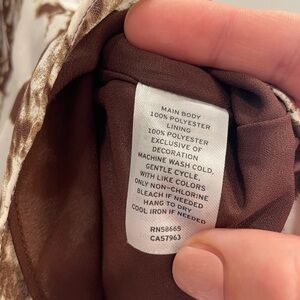 MAIN BODY
100% POLYESTER
LINING
100% POLYESTER
EXCLUSIVE OF
DECORATION
MACHINE WASH COLD,
GENTLE CYCLE,
WITH LIKE COLORS
ONLY NON-CHLORINE
BLEACH IF NEEDED
HANG TO DRY
COOL IRON IF NEEDED
RN58665
CA57963